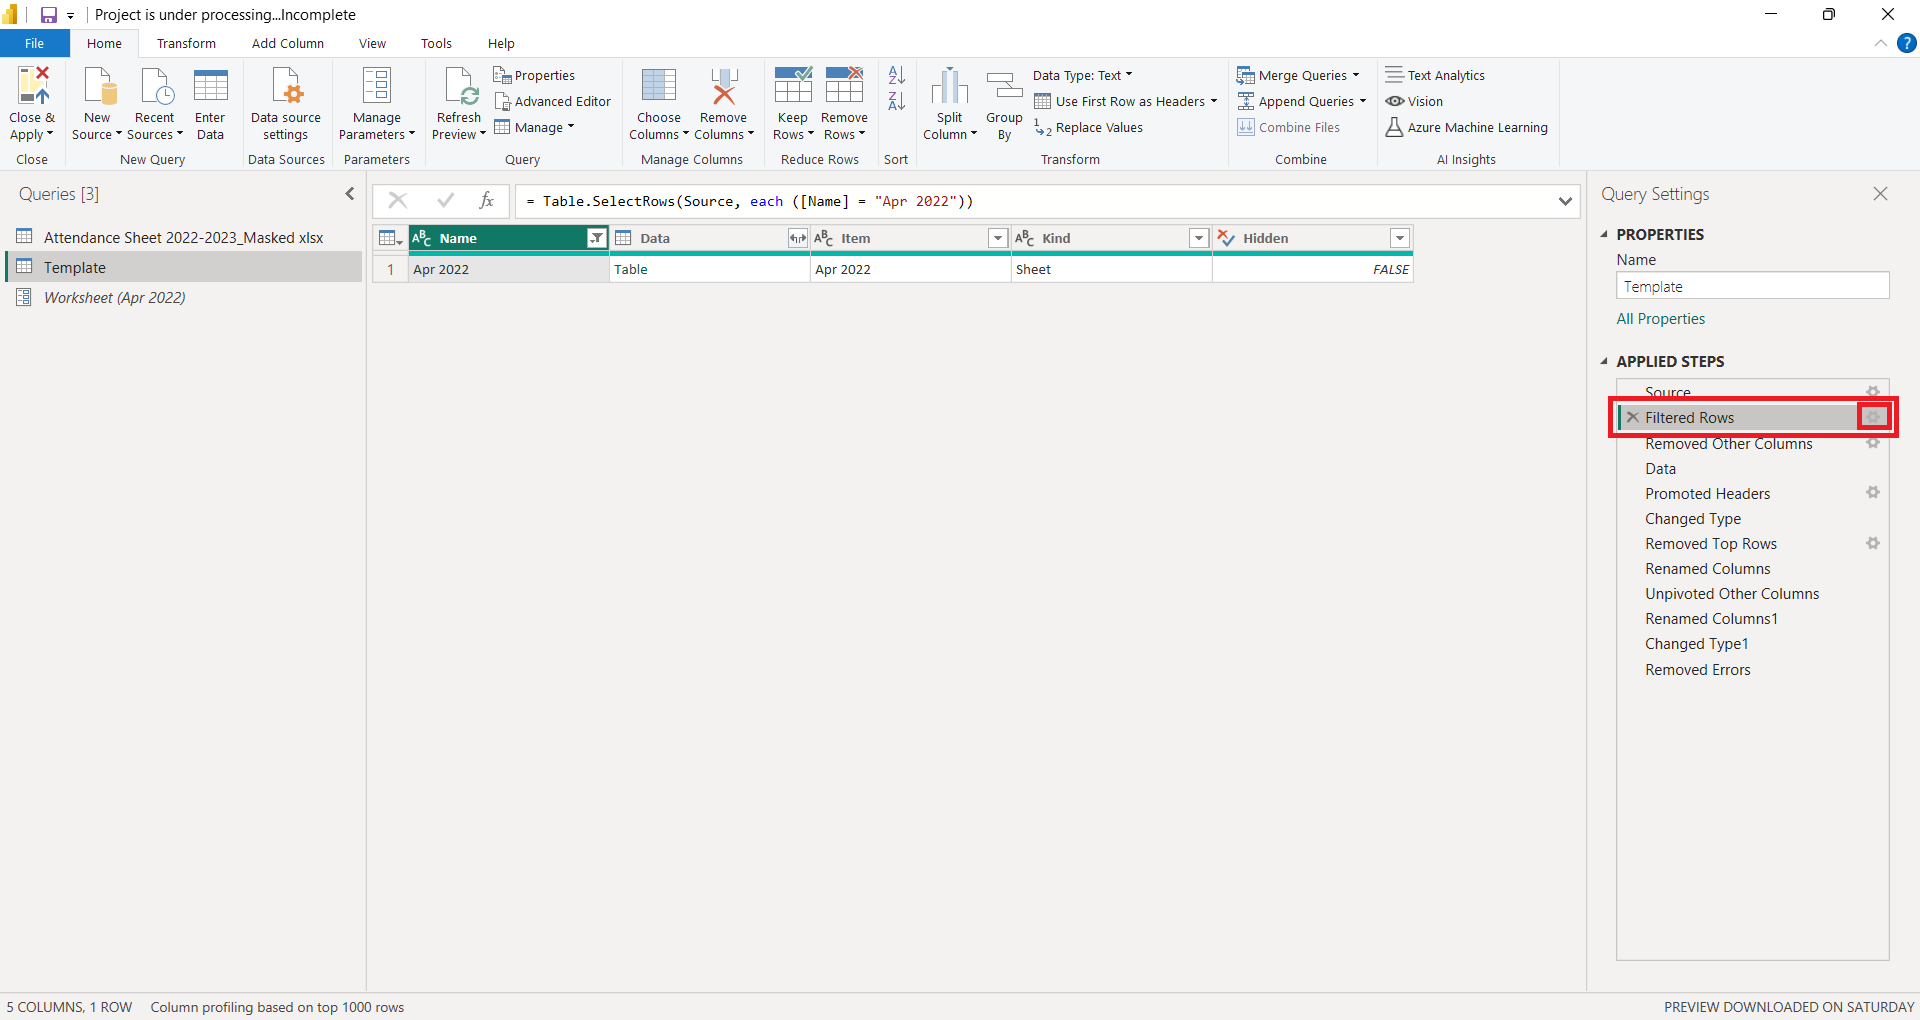 Project is under processing...Incomplete
File
Home
Transform
Add Column
View
Tools
Help
Close &
Apply
Close
New
Source
Recent
Sources
Enter
Data
New Query
Data source
settings
Data Sources
Manage
Parameters
Parameters
Refresh
Preview
Properties
Advanced Editor
Manage
Query
Choose
Columns
Remove
Columns
Manage Columns
Keep
Rows
Remove
Rows
Reduce Rows
Sort
Split
Column
Group
By
Data Type: Text
Use First Row as Headers
Replace Values
Transform
Merge Queries
Append Queries
Combine Files
Combine
Text Analytics
Vision
Azure Machine Learning
AI Insights
Queries [3]
Attendance Sheet 2022-2023_Masked xlsx
Template
Worksheet (Apr 2022)
fx
= Table.SelectRows(Source, each ([Name] = "Apr 2022"))
ABC Name
Data
ABC Item
ABC Kind
Hidden
1 Apr 2022 Table Apr 2022 Sheet FALSE
Query Settings
PROPERTIES
Name
Template
All Properties
APPLIED STEPS
Source
Filtered Rows
Removed Other Columns
Data
Promoted Headers
Changed Type
Removed Top Rows
Renamed Columns
Unpivoted Other Columns
Renamed Columns1
Changed Type1
Removed Errors
5 COLUMNS, 1 ROW
Column profiling based on top 1000 rows
PREVIEW DOWNLOADED ON SATURDAY